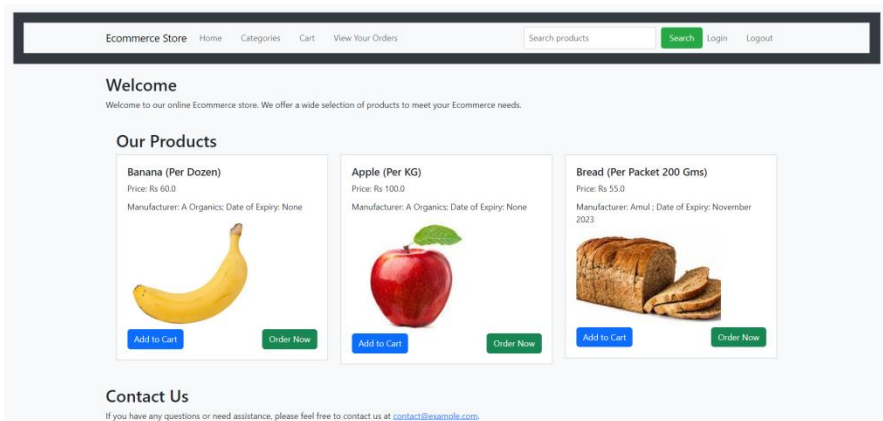 Ecommerce Store Home Categories Cart View Your Orders Search products Search Login Logout
Welcome
Welcome to our online Ecommerce store. We offer a wide selection of products to meet your Ecommerce needs.
Our Products
Banana (Per Dozen)
Price: Rs 60.0
Manufacturer: A Organics; Date of Expiry: None
Add to Cart Order Now
Apple (Per KG)
Price: Rs 100.0
Manufacturer: A Organics; Date of Expiry: None
Add to Cart Order Now
Bread (Per Packet 200 Gms)
Price: Rs 55.0
Manufacturer: Amul ; Date of Expiry: November
2023
Add to Cart Order Now
Contact Us
If you have any questions or need assistance, please feel free to contact us at contact@example.com.